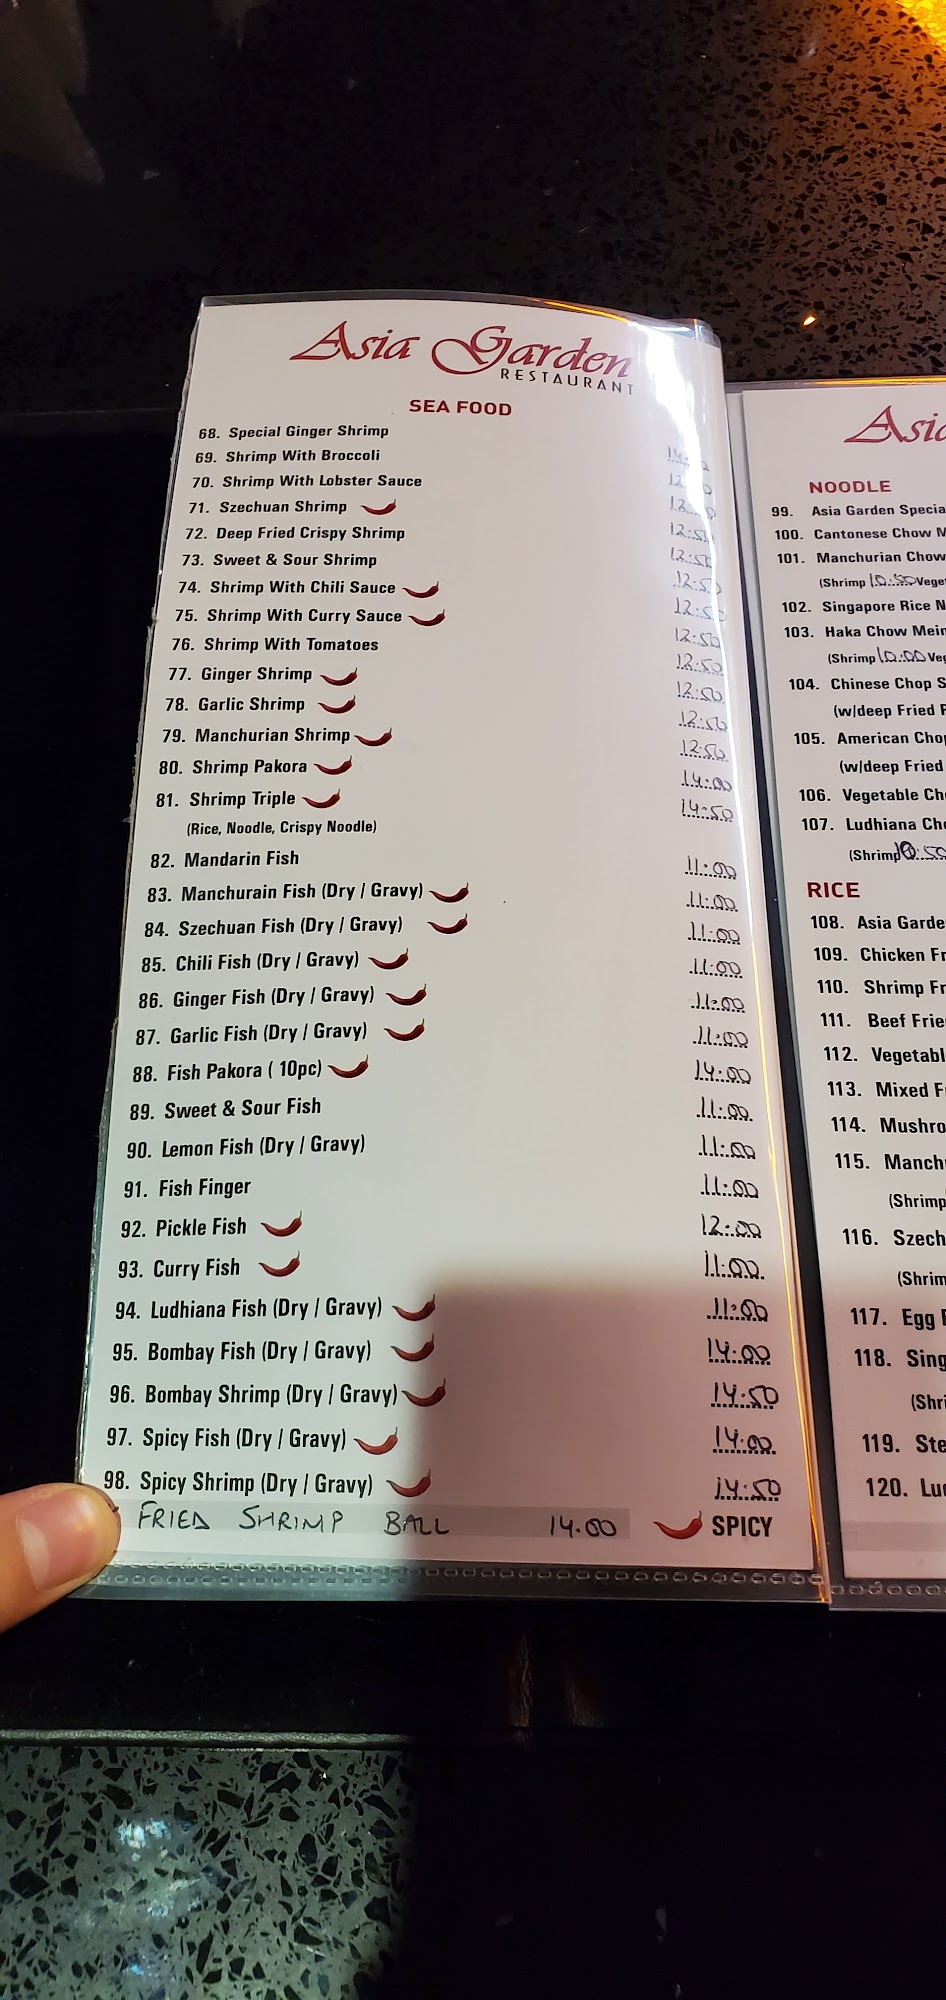 Asia Garden
RESTAURANT
SEA FOOD
68. Special Ginger Shrimp
69. Shrimp With Broccoli
70. Shrimp With Lobster Sauce
71. Szechuan Shrimp 12:50
72. Deep Fried Crispy Shrimp 12:50
73. Sweet & Sour Shrimp 12:50
74. Shrimp With Chili Sauce 12:50
75. Shrimp With Curry Sauce 12:50
76. Shrimp With Tomatoes 12:50
77. Ginger Shrimp 12:50
78. Garlic Shrimp 12:50
79. Manchurian Shrimp 12:50
80. Shrimp Pakora 14:00
81. Shrimp Triple 14:50
(Rice, Noodle, Crispy Noodle)
82. Mandarin Fish 11:00
83. Manchurain Fish (Dry / Gravy) 11:00
84. Szechuan Fish (Dry / Gravy) 11:00
85. Chili Fish (Dry / Gravy) 11:00
86. Ginger Fish (Dry / Gravy) 11:00
87. Garlic Fish (Dry / Gravy) 11:00
88. Fish Pakora ( 10pc) 14:00
89. Sweet & Sour Fish 11:00
90. Lemon Fish (Dry / Gravy) 11:00
91. Fish Finger 11:00
92. Pickle Fish 12:00
93. Curry Fish 11:00
94. Ludhiana Fish (Dry / Gravy) 11:00
95. Bombay Fish (Dry / Gravy) 14:00
96. Bombay Shrimp (Dry / Gravy) 14:50
97. Spicy Fish (Dry / Gravy) 14:00
98. Spicy Shrimp (Dry / Gravy) 14:50
FRIED SHRIMP BALL 14.00 SPICY
Asia
NOODLE
99. Asia Garden Specia
100. Cantonese Chow M
101. Manchurian Chow
(Shrimp 10:50 Vege
102. Singapore Rice N
103. Haka Chow Mein
(Shrimp 10:00 Veg
104. Chinese Chop S
(w/deep Fried
105. American Chop
(w/deep Fried
106. Vegetable Ch
107. Ludhiana Cho
(Shrimp 10:50
RICE
108. Asia Garde
109. Chicken Fr
110. Shrimp Fr
111. Beef Frie
112. Vegetabl
113. Mixed F
114. Mushro
115. Manch
(Shrimp
116. Szech
(Shrim
117. Egg
118. Sing
(Shri
119. Ste
120. Lu